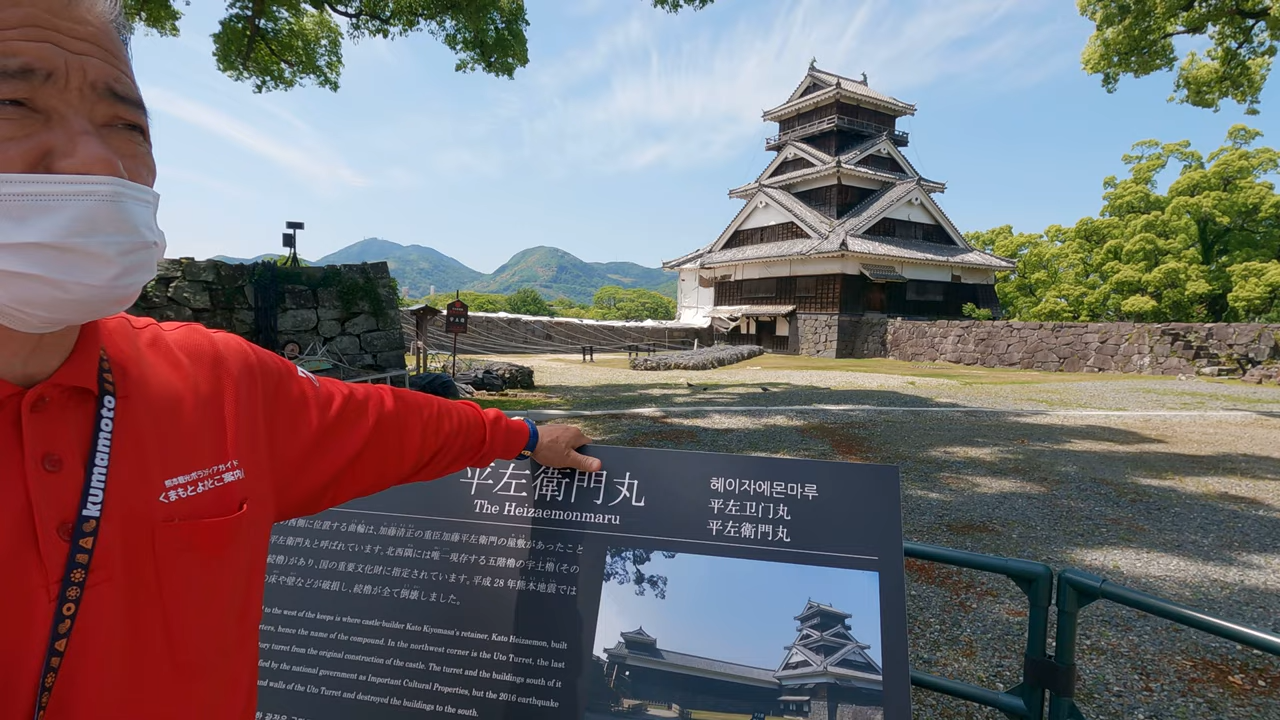 kumamoto
熊本観光ボランティアガイド
くまもとよかとこ案内人
平左衛門丸
The Heizaemonmaru
헤이자에몬마루
平左卫门丸
平左衛門丸
の西側に位置する曲輪は、加藤清正の重臣加藤平左衛門の屋敷があったこと
平左衛門丸と呼ばれています。北西隅には唯一現存する五階櫓の宇土櫓(その
続櫓)があり、国の重要文化財に指定されています。平成28年熊本地震では
の床や壁などが破損し、続櫓が全て倒壊しました。
to the west of the keeps is where castle-builder Kato Kiyomasa's retainer, Kato Heizaemon, built
rters, hence the name of the compound. In the northwest corner is the Uto Turret, the last
ury turret from the original construction of the castle. The turret and the buildings south of it
fied by the national government as Important Cultural Properties, but the 2016 earthquake
and walls of the Uto Turret and destroyed the buildings to the south.